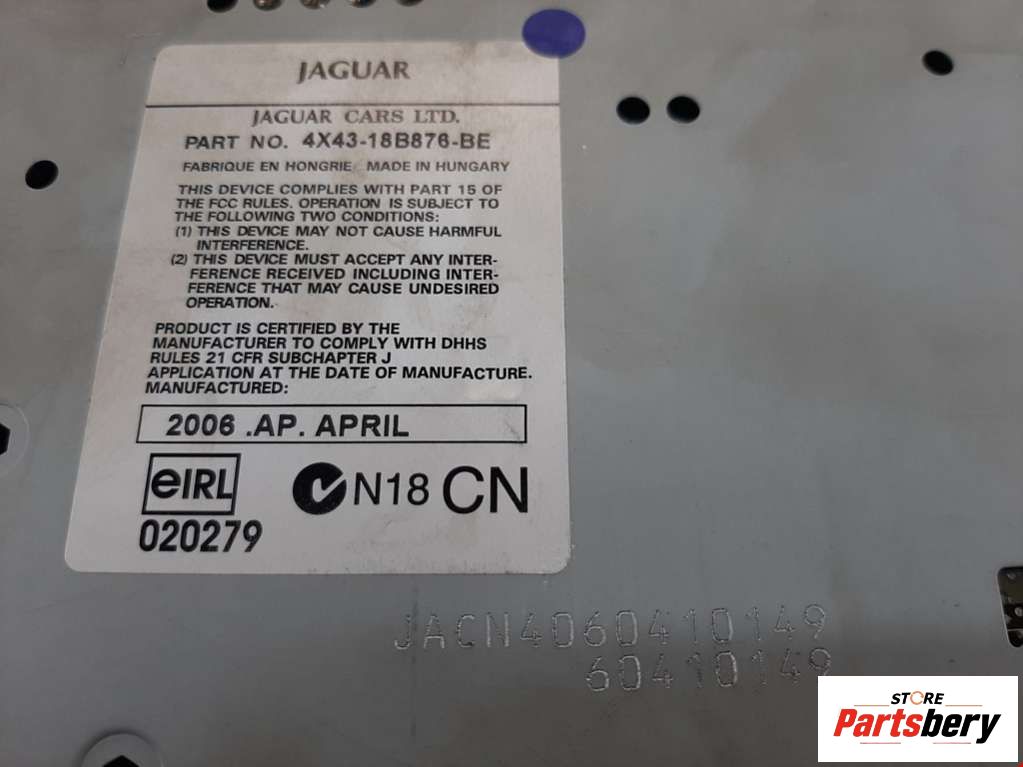 JAGUAR
JAGUAR CARS LTD.
PART NO. 4X43-18B876-BE
FABRIQUE EN HONGRIE MADE IN HUNGARY
THIS DEVICE COMPLIES WITH PART 15 OF
THE FCC RULES. OPERATION IS SUBJECT TO
THE FOLLOWING TWO CONDITIONS:
(1) THIS DEVICE MAY NOT CAUSE HARMFUL
INTERFERENCE.
(2) THIS DEVICE MUST ACCEPT ANY INTER-
FERENCE RECEIVED INCLUDING INTER-
FERENCE THAT MAY CAUSE UNDESIRED
OPERATION.
PRODUCT IS CERTIFIED BY THE
MANUFACTURER TO COMPLY WITH DHHS
RULES 21 CFR SUBCHAPTER J
APPLICATION AT THE DATE OF MANUFACTURE.
MANUFACTURED:
2006 .AP. APRIL
eIRL N18 CN
020279
JACN4060410149
60410149
STORE
Partsbery